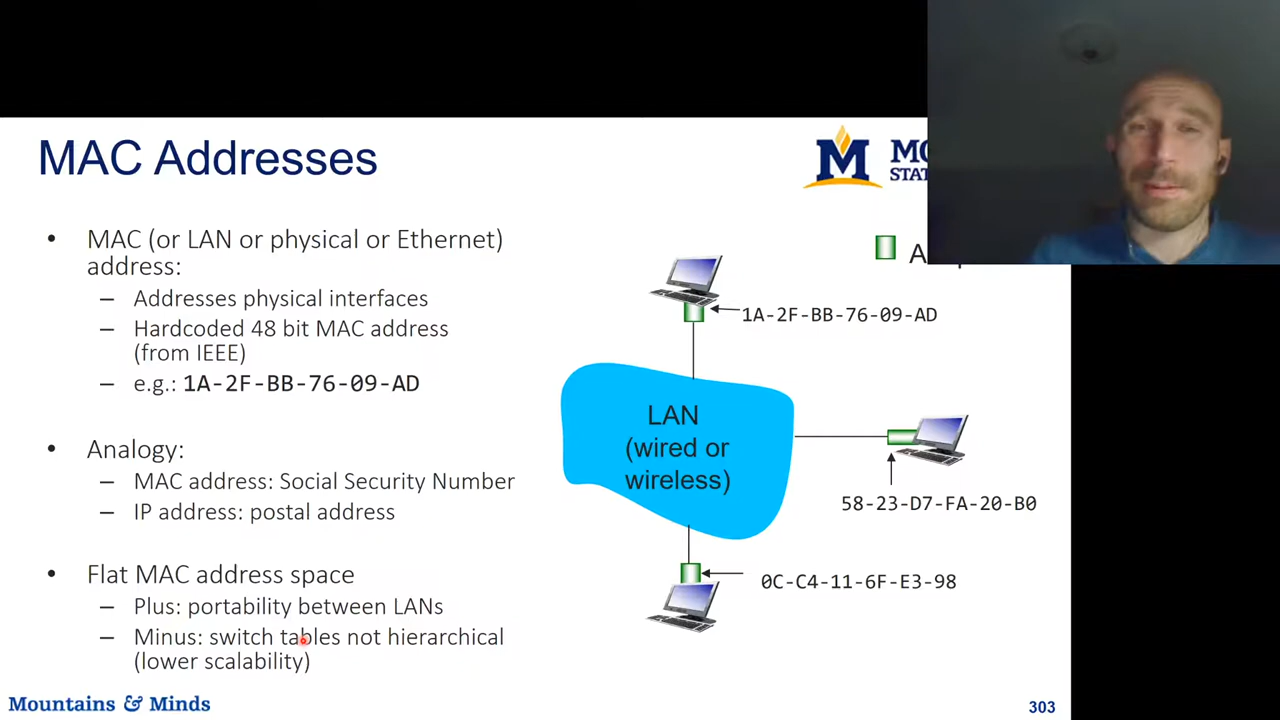 MAC Addresses
• MAC (or LAN or physical or Ethernet)
address:
– Addresses physical interfaces
– Hardcoded 48 bit MAC address
(from IEEE)
– e.g.: 1A-2F-BB-76-09-AD
• Analogy:
– MAC address: Social Security Number
– IP address: postal address
• Flat MAC address space
– Plus: portability between LANs
– Minus: switch tables not hierarchical
(lower scalability)
M
1A-2F-BB-76-09-AD
LAN
(wired or
wireless)
58-23-D7-FA-20-B0
0C-C4-11-6F-E3-98
Mountains & Minds
303